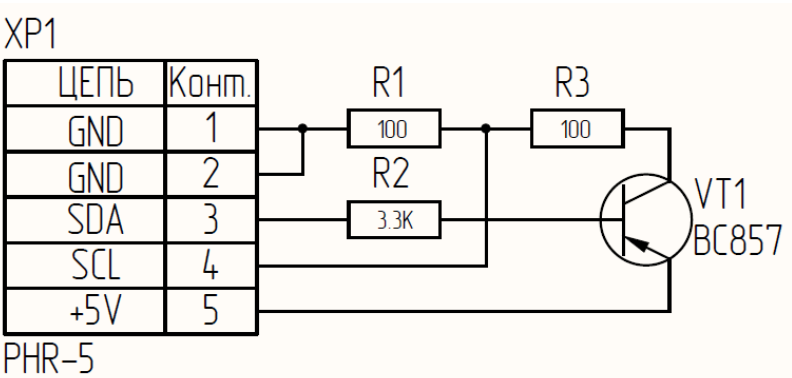 XP1
ЦЕПЬ Конт.
GND 1
GND 2
SDA 3
SCL 4
+5V 5
PHR-5
R1
100
R2
3.3K
R3
100
VT1
BC857